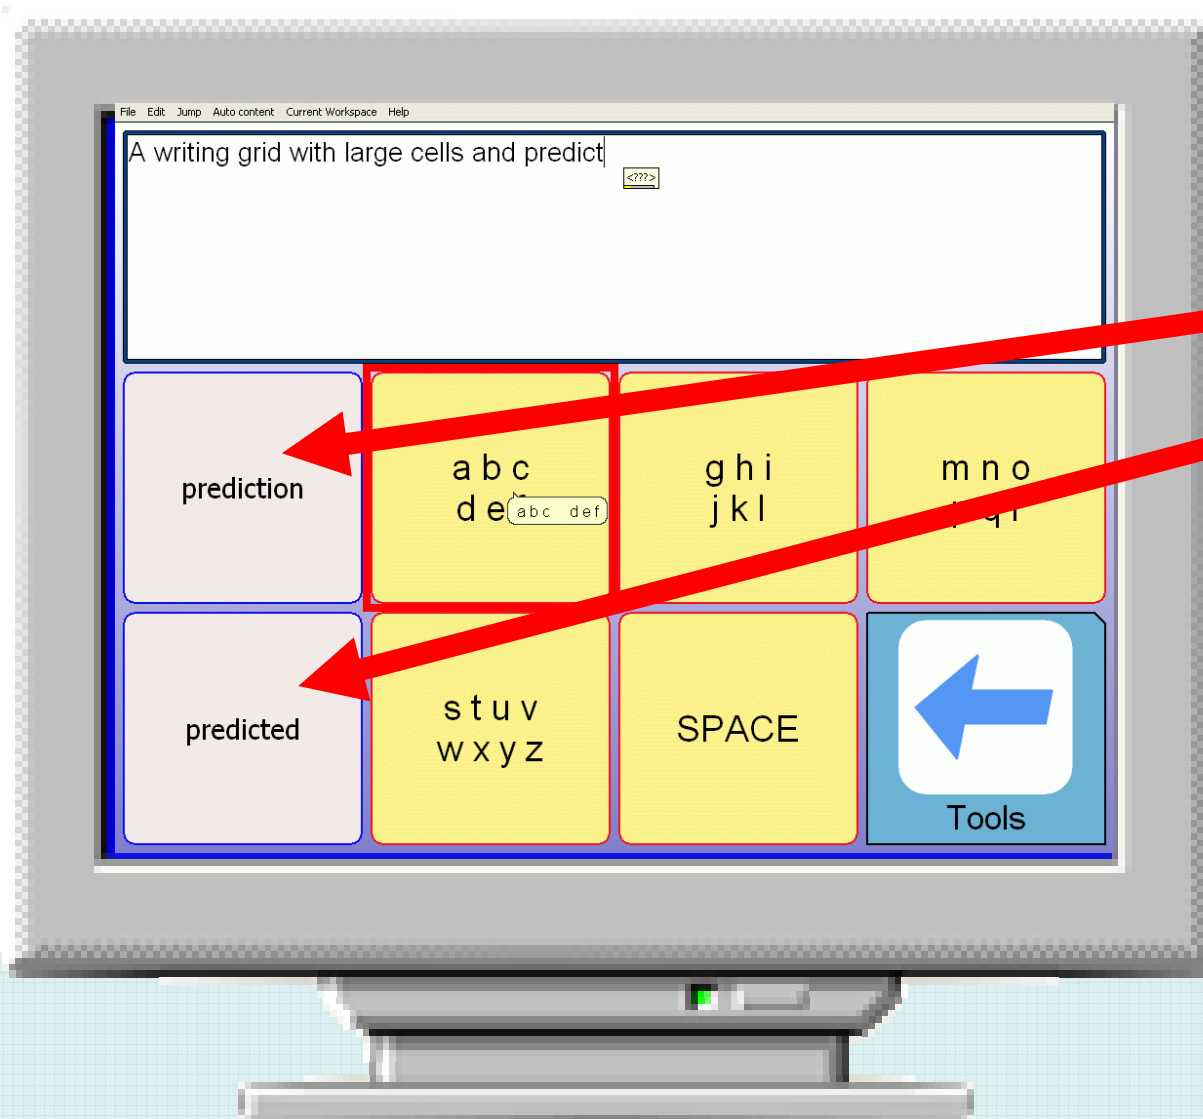 File Edit Jump Auto content Current Workspace Help
A writing grid with large cells and predict
<???>
prediction
a b c
d e
abc def
g h i
j k l
m n o
predicted
s t u v
w x y z
SPACE
Tools